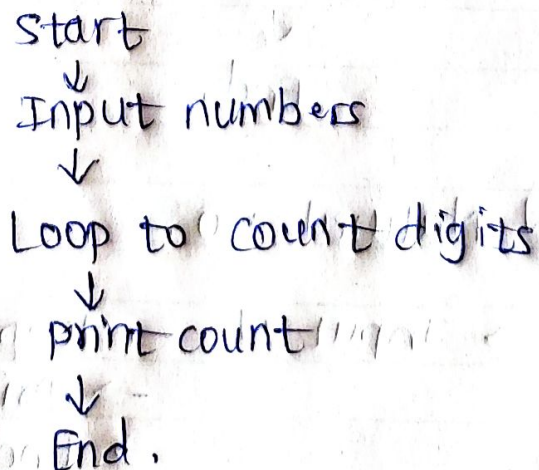 Start
↓
Input numbers
↓
Loop to count digits
↓
print count
↓
End.